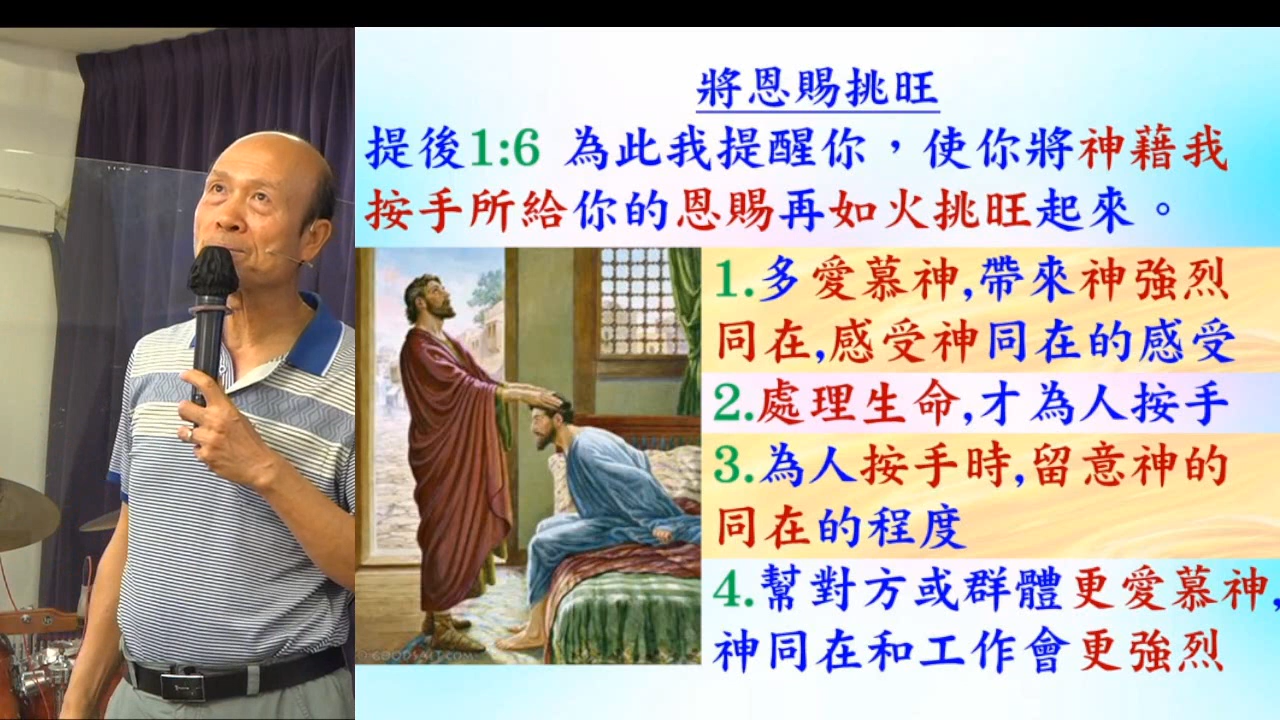 將恩賜挑旺
提後1:6 為此我提醒你，使你將神藉我
按手所給你的恩賜再如火挑旺起來。
1.多愛慕神,帶來神強烈
同在,感受神同在的感受
2.處理生命,才為人按手
3.為人按手時,留意神的
同在的程度
4.幫對方或群體更愛慕神,
神同在和工作會更強烈
© GOODSALT.COM